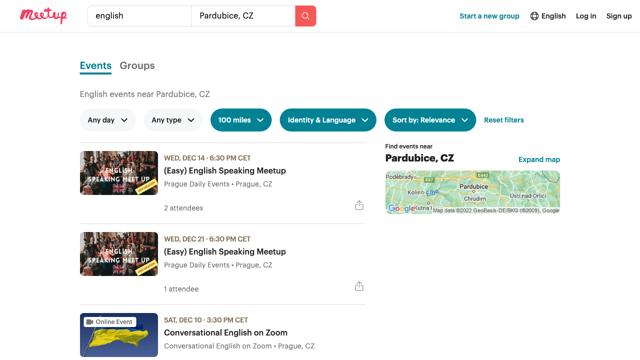 Meetup
english
Pardubice, CZ
Start a new group
English
Log in
Sign up
Events
Groups
English events near Pardubice, CZ
Any day
Any type
100 miles
Identity & Language
Sort by: Relevance
Reset filters
WED, DEC 14 · 6:30 PM CET
(Easy) English Speaking Meetup
Prague Daily Events • Prague, CZ
2 attendees
ENGLISH
SPEAKING MEET UP
WED, DEC 21 · 6:30 PM CET
(Easy) English Speaking Meetup
Prague Daily Events • Prague, CZ
1 attendee
ENGLISH
SPEAKING MEET UP
Online Event
SAT, DEC 10 · 3:30 PM CET
Conversational English on Zoom
Conversational English on Zoom • Prague, CZ
Find events near
Pardubice, CZ
Expand map
Poděbrady
Kolín
Pardubice
Chrudim
Ústí nad Orlicí
Google
Map data ©2022 GeoBasis-DE/BKG (©2009), Google